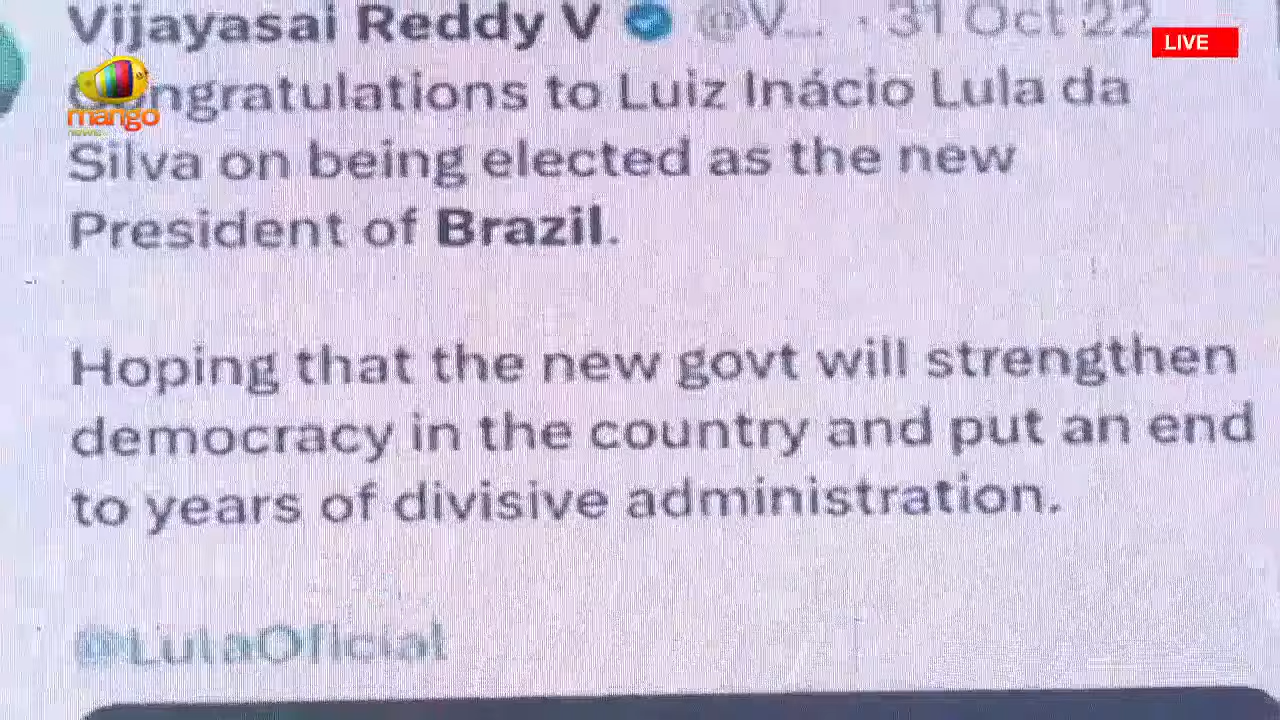 Vijayasai Reddy V @V... · 31 Oct 22
LIVE
Congratulations to Luiz Inácio Lula da
mango
news
Silva on being elected as the new
President of Brazil.
Hoping that the new govt will strengthen
democracy in the country and put an end
to years of divisive administration.
@LulaOficial